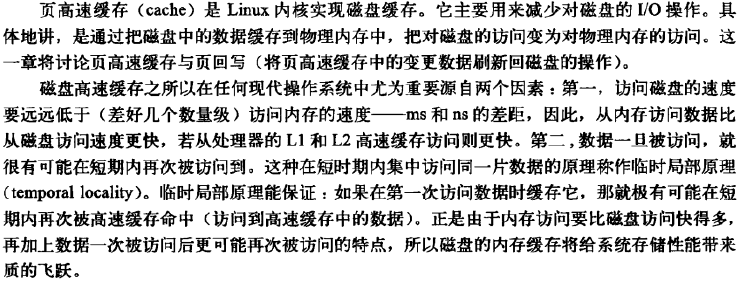 页高速缓存（cache）是 Linux 内核实现磁盘缓存。它主要用来减少对磁盘的 I/O 操作。具
体地讲，是通过把磁盘中的数据缓存到物理内存中，把对磁盘的访问变为对物理内存的访问。这
一章将讨论页高速缓存与页回写（将页高速缓存中的变更数据刷新回磁盘的操作）。
磁盘高速缓存之所以在任何现代操作系统中尤为重要源自两个因素：第一，访问磁盘的速度
要远远低于（差好几个数量级）访问内存的速度——ms 和 ns 的差距，因此，从内存访问数据比
从磁盘访问速度更快，若从处理器的 L1 和 L2 高速缓存访问则更快。第二，数据一旦被访问，就
很有可能在短期内再次被访问到。这种在短时期内集中访问同一片数据的原理称作临时局部原理
（temporal locality）。临时局部原理能保证：如果在第一次访问数据时缓存它，那就极有可能在短
期内再次被高速缓存命中（访问到高速缓存中的数据）。正是由于内存访问要比磁盘访问快得多，
再加上数据一次被访问后更可能再次被访问的特点，所以磁盘的内存缓存将给系统存储性能带来
质的飞跃。